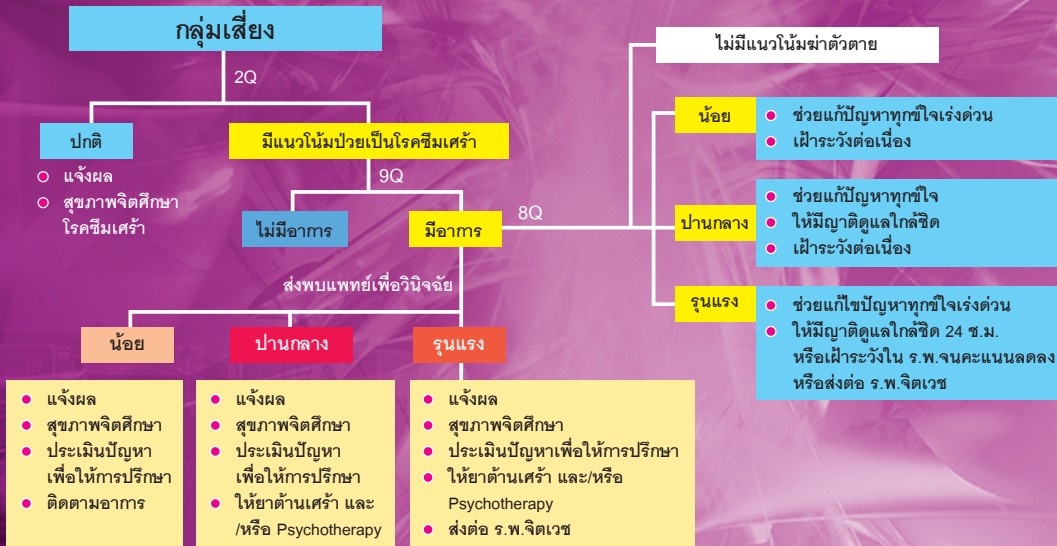 กลุ่มเสี่ยง
2Q
ปกติ
● แจ้งผล
● สุขภาพจิตศึกษา
โรคซึมเศร้า
มีแนวโน้มป่วยเป็นโรคซึมเศร้า
9Q
ไม่มีอาการ
มีอาการ
8Q
ไม่มีแนวโน้มฆ่าตัวตาย
น้อย
● ช่วยแก้ปัญหาทุกข์ใจเร่งด่วน
● เฝ้าระวังต่อเนื่อง
ปานกลาง
● ช่วยแก้ปัญหาทุกข์ใจ
● ให้มีญาติดูแลใกล้ชิด
● เฝ้าระวังต่อเนื่อง
รุนแรง
● ช่วยแก้ไขปัญหาทุกข์ใจเร่งด่วน
● ให้มีญาติดูแลใกล้ชิด 24 ช.ม.
หรือเฝ้าระวังใน ร.พ.จนคะแนนลดลง
หรือส่งต่อ ร.พ.จิตเวช
ส่งพบแพทย์เพื่อวินิจฉัย
น้อย
● แจ้งผล
● สุขภาพจิตศึกษา
● ประเมินปัญหา
เพื่อให้การปรึกษา
● ติดตามอาการ
ปานกลาง
● แจ้งผล
● สุขภาพจิตศึกษา
● ประเมินปัญหา
เพื่อให้การปรึกษา
● ให้ยาต้านเศร้า และ
/หรือ Psychotherapy
รุนแรง
● แจ้งผล
● สุขภาพจิตศึกษา
● ประเมินปัญหาเพื่อให้การปรึกษา
● ให้ยาต้านเศร้า และ/หรือ
Psychotherapy
● ส่งต่อ ร.พ.จิตเวช